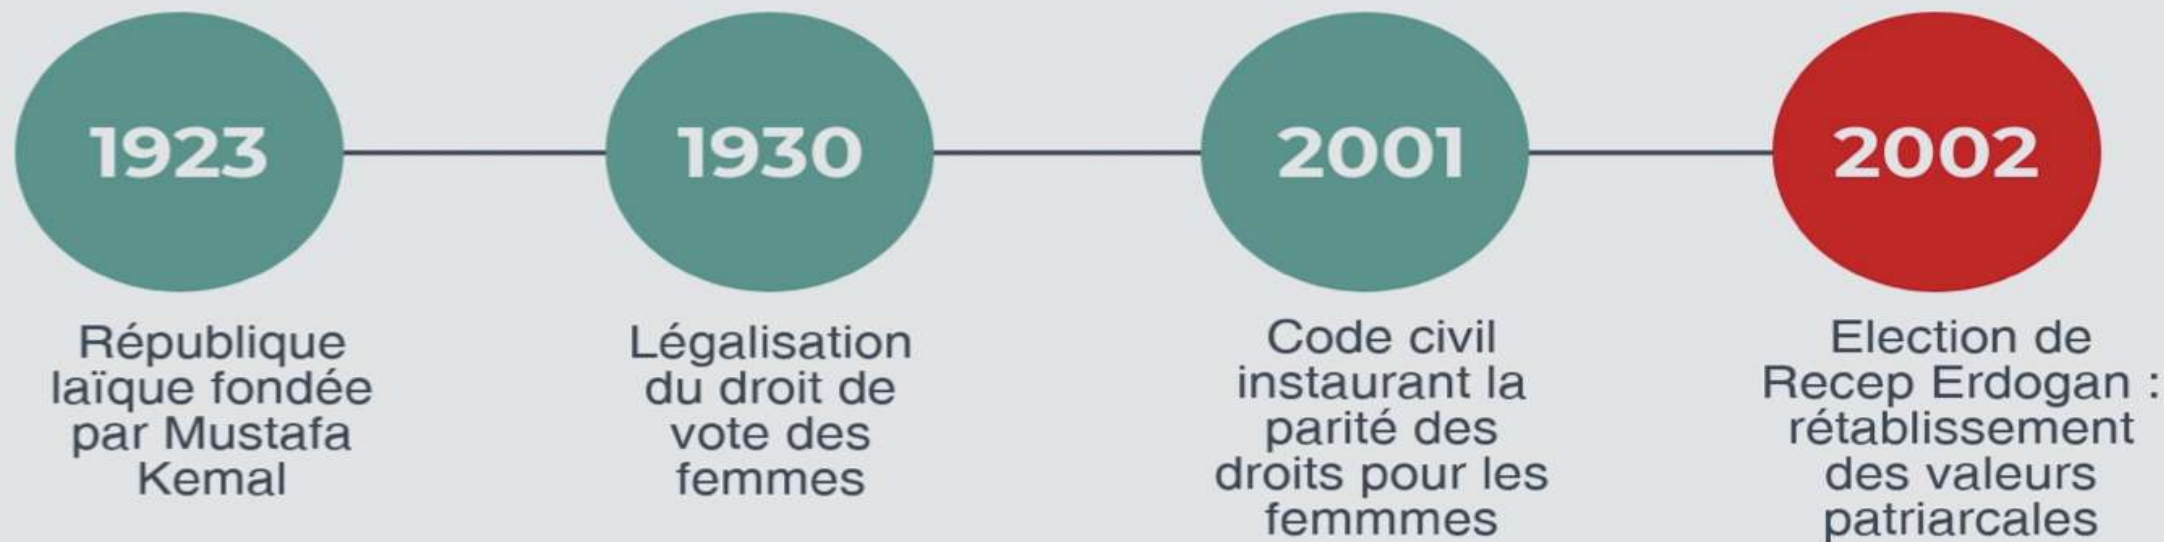 1923
République
laïque fondée
par Mustafa
Kemal
1930
Légalisation
du droit de
vote des
femmes
2001
Code civil
instaurant la
parité des
droits pour les
femmmes
2002
Election de
Recep Erdogan :
rétablissement
des valeurs
patriarcales